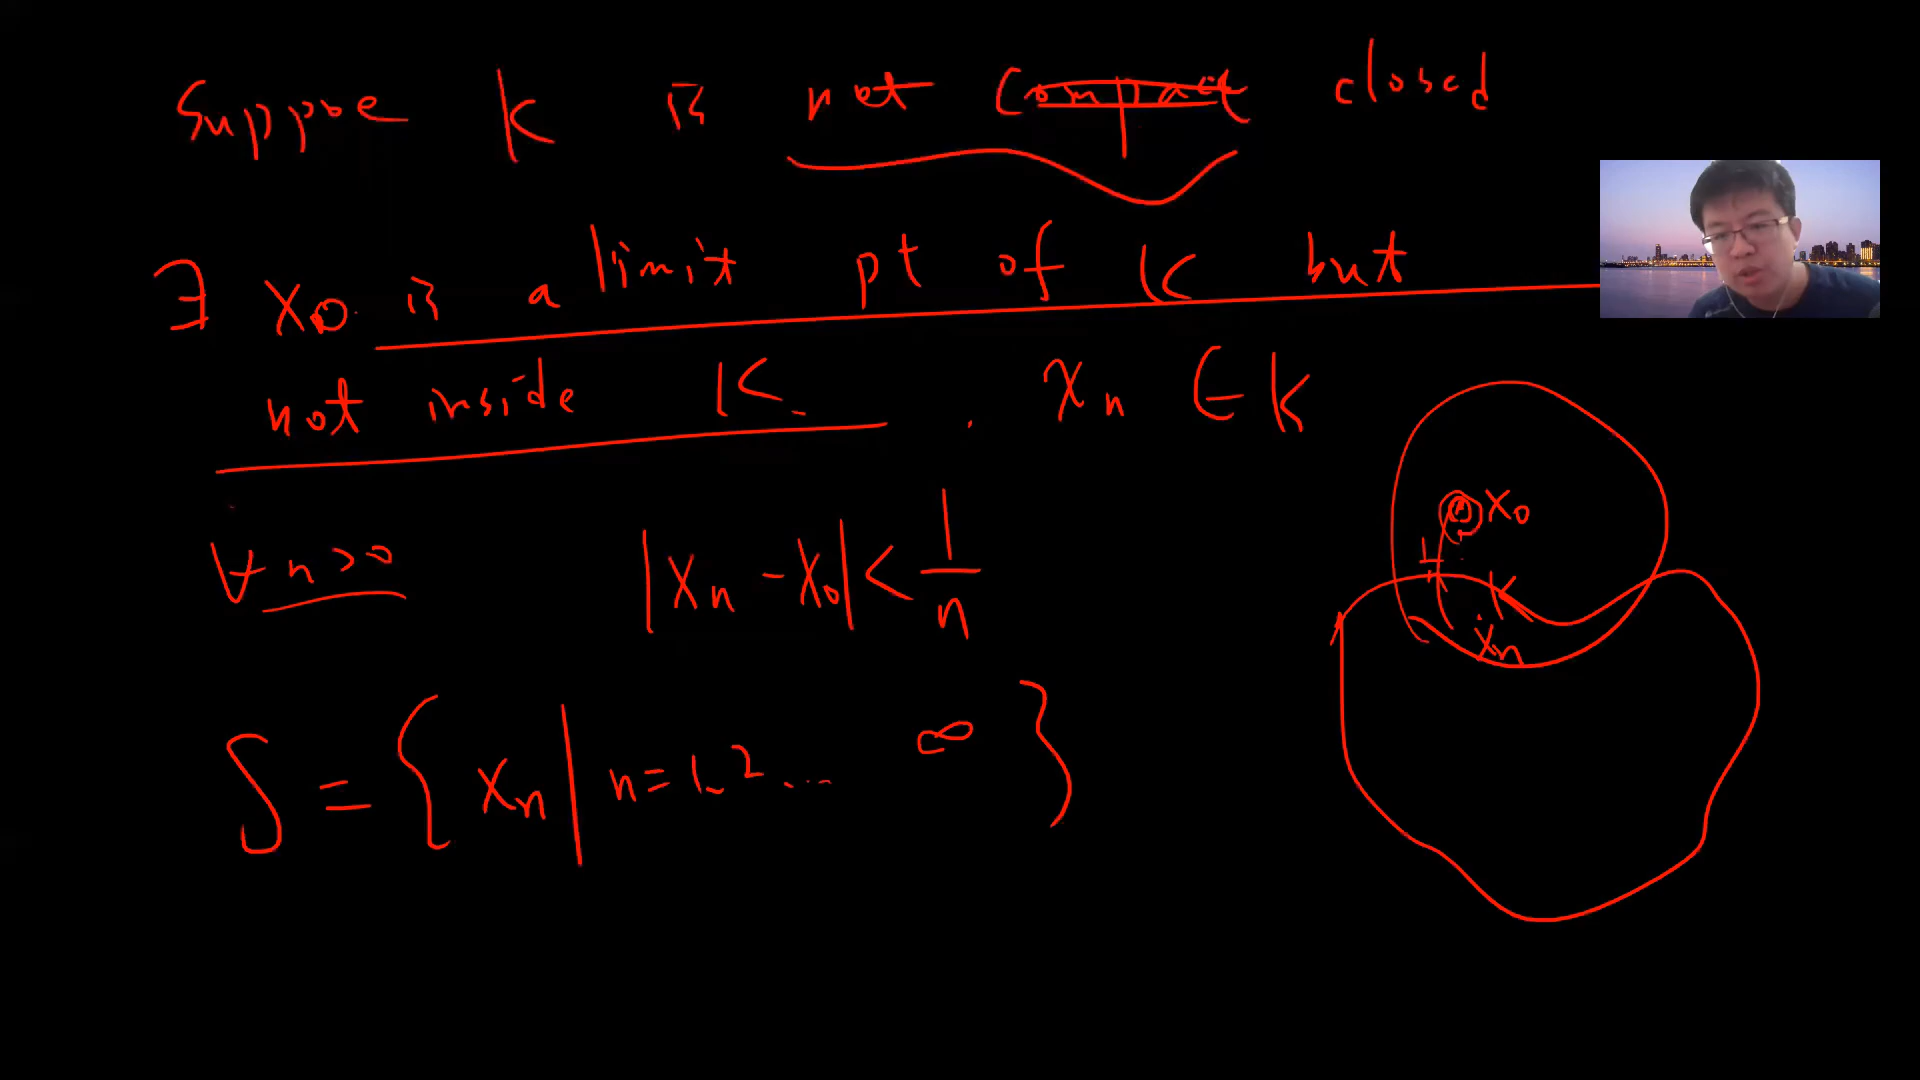 Suppose K is not compact closed
∃ x₀ is a limit pt of K but
not inside K. . xₙ ∈ K
∀ n>0 |xₙ - x₀| < 1/n
S = { xₙ | n=1,2... ∞ }
x₀
1/n
K
xₙ